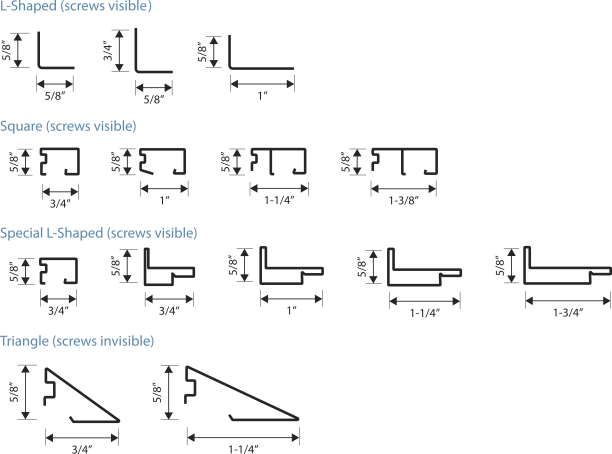 L-Shaped (screws visible)
5/8″ 3/4″ 5/8″
5/8″ 5/8″ 1″
Square (screws visible)
5/8″ 5/8″ 5/8″ 5/8″
3/4″ 1″ 1-1/4″ 1-3/8″
Special L-Shaped (screws visible)
5/8″ 5/8″ 5/8″ 5/8″ 5/8″
3/4″ 3/4″ 1″ 1-1/4″ 1-3/4″
Triangle (screws invisible)
5/8″ 5/8″
3/4″ 1-1/4″